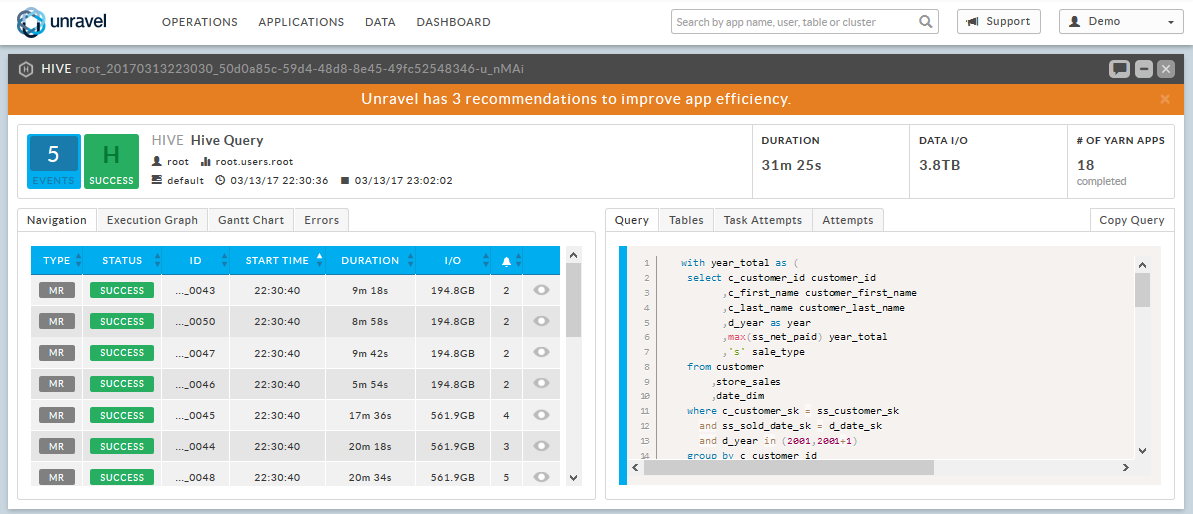 unravel OPERATIONS APPLICATIONS DATA DASHBOARD Search by app name, user, table or cluster Support Demo
H HIVE root_20170313223030_50d0a85c-59d4-48d8-8e45-49fc52548346-u_nMAi
Unravel has 3 recommendations to improve app efficiency.
5 EVENTS
H SUCCESS
HIVE Hive Query
root root.users.root
default 03/13/17 22:30:36 03/13/17 23:02:02
DURATION
31m 25s
DATA I/O
3.8TB
# OF YARN APPS
18
completed
Navigation Execution Graph Gantt Chart Errors
TYPE STATUS ID START TIME DURATION I/O
MR SUCCESS ..._0043 22:30:40 9m 18s 194.8GB 2
MR SUCCESS ..._0050 22:30:40 8m 58s 194.8GB 2
MR SUCCESS ..._0047 22:30:40 9m 42s 194.8GB 2
MR SUCCESS ..._0046 22:30:40 5m 54s 194.8GB 2
MR SUCCESS ..._0045 22:30:40 17m 36s 561.9GB 4
MR SUCCESS ..._0044 22:30:40 20m 18s 561.9GB 3
MR SUCCESS ..._0048 22:30:40 20m 34s 561.9GB 5
Query Tables Task Attempts Attempts Copy Query
1 with year_total as (
2 select c_customer_id customer_id
3 ,c_first_name customer_first_name
4 ,c_last_name customer_last_name
5 ,d_year as year
6 ,max(ss_net_paid) year_total
7 ,'s' sale_type
8 from customer
9 ,store_sales
10 ,date_dim
11 where c_customer_sk = ss_customer_sk
12 and ss_sold_date_sk = d_date_sk
13 and d_year in (2001,2001+1)
14 group by c_customer_id